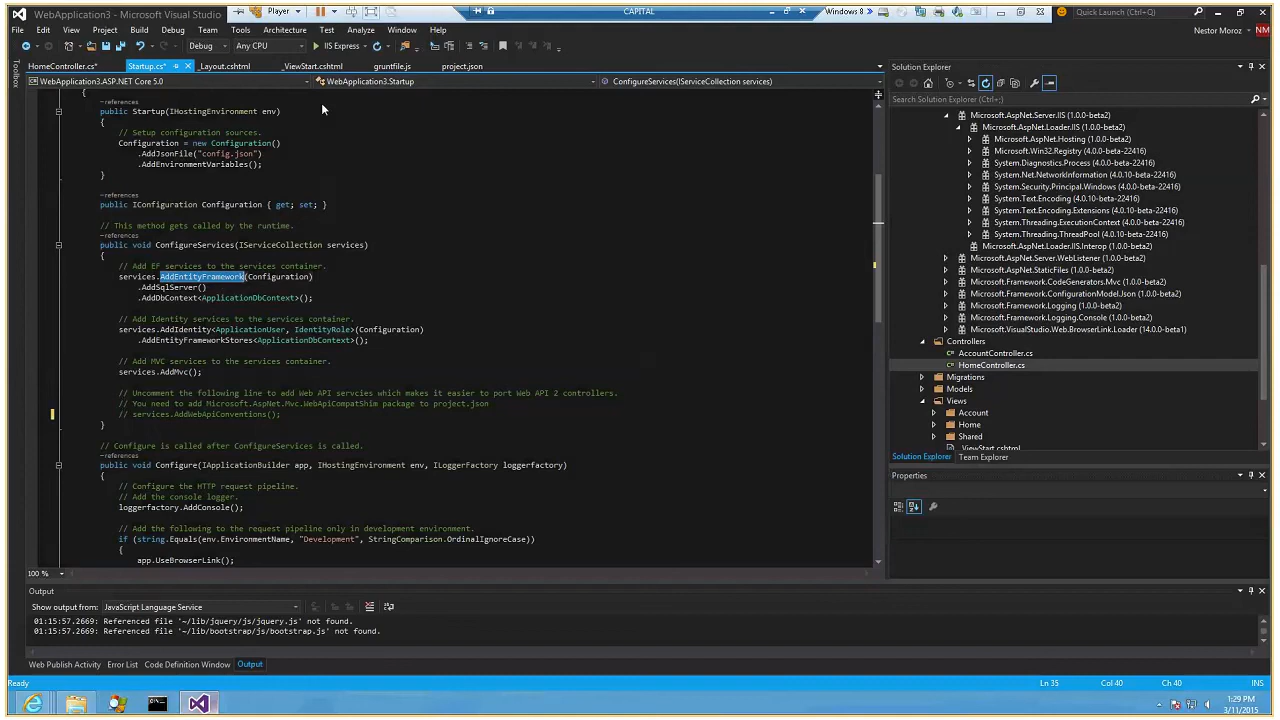 WebApplication3 - Microsoft Visual Studio
Player
CAPITAL
Windows 8
Quick Launch (Ctrl+;)
File Edit View Project Build Debug Team Tools Architecture Test Analyze Window Help
Nestor Moroz NM
Debug Any CPU IIS Express
HomeController.cs* Startup.cs* _Layout.cshtml _ViewStart.cshtml gruntfile.js project.json
Toolbox
WebApplication3.ASP.NET Core 5.0 WebApplication3.Startup ConfigureServices(IServiceCollection services)
{
-references
public Startup(IHostingEnvironment env)
{
// Setup configuration sources.
Configuration = new Configuration()
.AddJsonFile("config.json")
.AddEnvironmentVariables();
}
-references
public IConfiguration Configuration { get; set; }
// This method gets called by the runtime.
-references
public void ConfigureServices(IServiceCollection services)
{
// Add EF services to the services container.
services.AddEntityFramework(Configuration)
.AddSqlServer()
.AddDbContext<ApplicationDbContext>();
// Add Identity services to the services container.
services.AddIdentity<ApplicationUser, IdentityRole>(Configuration)
.AddEntityFrameworkStores<ApplicationDbContext>();
// Add MVC services to the services container.
services.AddMvc();
// Uncomment the following line to add Web API servcies which makes it easier to port Web API 2 controllers.
// You need to add Microsoft.AspNet.Mvc.WebApiCompatShim package to project.json
// services.AddWebApiConventions();
}
// Configure is called after ConfigureServices is called.
-references
public void Configure(IApplicationBuilder app, IHostingEnvironment env, ILoggerFactory loggerfactory)
{
// Configure the HTTP request pipeline.
// Add the console logger.
loggerfactory.AddConsole();
// Add the following to the request pipeline only in development environment.
if (string.Equals(env.EnvironmentName, "Development", StringComparison.OrdinalIgnoreCase))
{
app.UseBrowserLink();
100 %
Output
Show output from: JavaScript Language Service
01:15:57.2669: Referenced file '~/lib/jquery/js/jquery.js' not found.
01:15:57.2669: Referenced file '~/lib/bootstrap/js/bootstrap.js' not found.
Web Publish Activity Error List Code Definition Window Output
Solution Explorer
Search Solution Explorer (Ctrl+;)
Microsoft.AspNet.Server.IIS (1.0.0-beta2)
Microsoft.AspNet.Loader.IIS (1.0.0-beta2)
Microsoft.AspNet.Hosting (1.0.0-beta2)
Microsoft.Win32.Registry (4.0.0-beta-22416)
System.Diagnostics.Process (4.0.0-beta-22416)
System.Net.NetworkInformation (4.0.10-beta-22416)
System.Security.Principal.Windows (4.0.0-beta-22416)
System.Text.Encoding (4.0.10-beta-22416)
System.Text.Encoding.Extensions (4.0.10-beta-22416)
System.Threading.ExecutionContext (4.0.0-beta-22416)
System.Threading.ThreadPool (4.0.10-beta-22416)
Microsoft.AspNet.Loader.IIS.Interop (1.0.0-beta2)
Microsoft.AspNet.Server.WebListener (1.0.0-beta2)
Microsoft.AspNet.StaticFiles (1.0.0-beta2)
Microsoft.Framework.CodeGenerators.Mvc (1.0.0-beta2)
Microsoft.Framework.ConfigurationModel.Json (1.0.0-beta2)
Microsoft.Framework.Logging (1.0.0-beta2)
Microsoft.Framework.Logging.Console (1.0.0-beta2)
Microsoft.VisualStudio.Web.BrowserLink.Loader (14.0.0-beta1)
Controllers
AccountController.cs
HomeController.cs
Migrations
Models
Views
Account
Home
Shared
_ViewStart.cshtml
Solution Explorer Team Explorer
Properties
Ready Ln 35 Col 40 Ch 40 INS
1:29 PM
3/11/2015